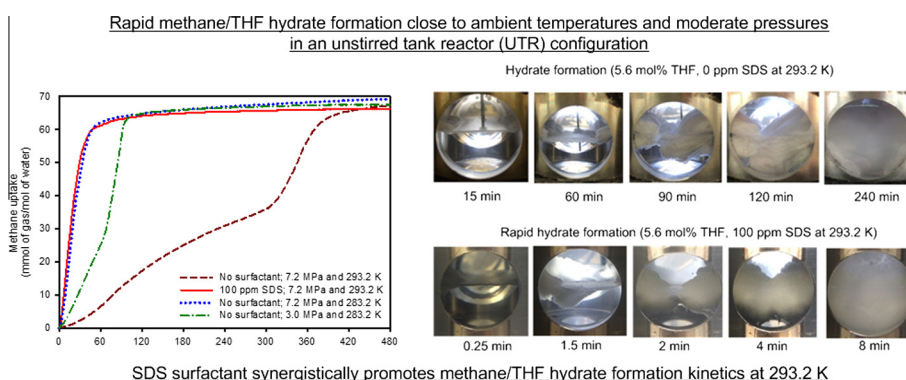 Rapid methane/THF hydrate formation close to ambient temperatures and moderate pressures
in an unstirred tank reactor (UTR) configuration
Methane uptake
(mmol of gas/mol of water)
70
60
50
40
30
20
10
0
0 60 120 180 240 300 360 420 480
No surfactant; 7.2 MPa and 293.2 K
100 ppm SDS; 7.2 MPa and 293.2 K
No surfactant; 7.2 MPa and 283.2 K
No surfactant; 3.0 MPa and 283.2 K
Hydrate formation (5.6 mol% THF, 0 ppm SDS at 293.2 K)
15 min 60 min 90 min 120 min 240 min
Rapid hydrate formation (5.6 mol% THF, 100 ppm SDS at 293.2 K)
0.25 min 1.5 min 2 min 4 min 8 min
SDS surfactant synergistically promotes methane/THF hydrate formation kinetics at 293.2 K